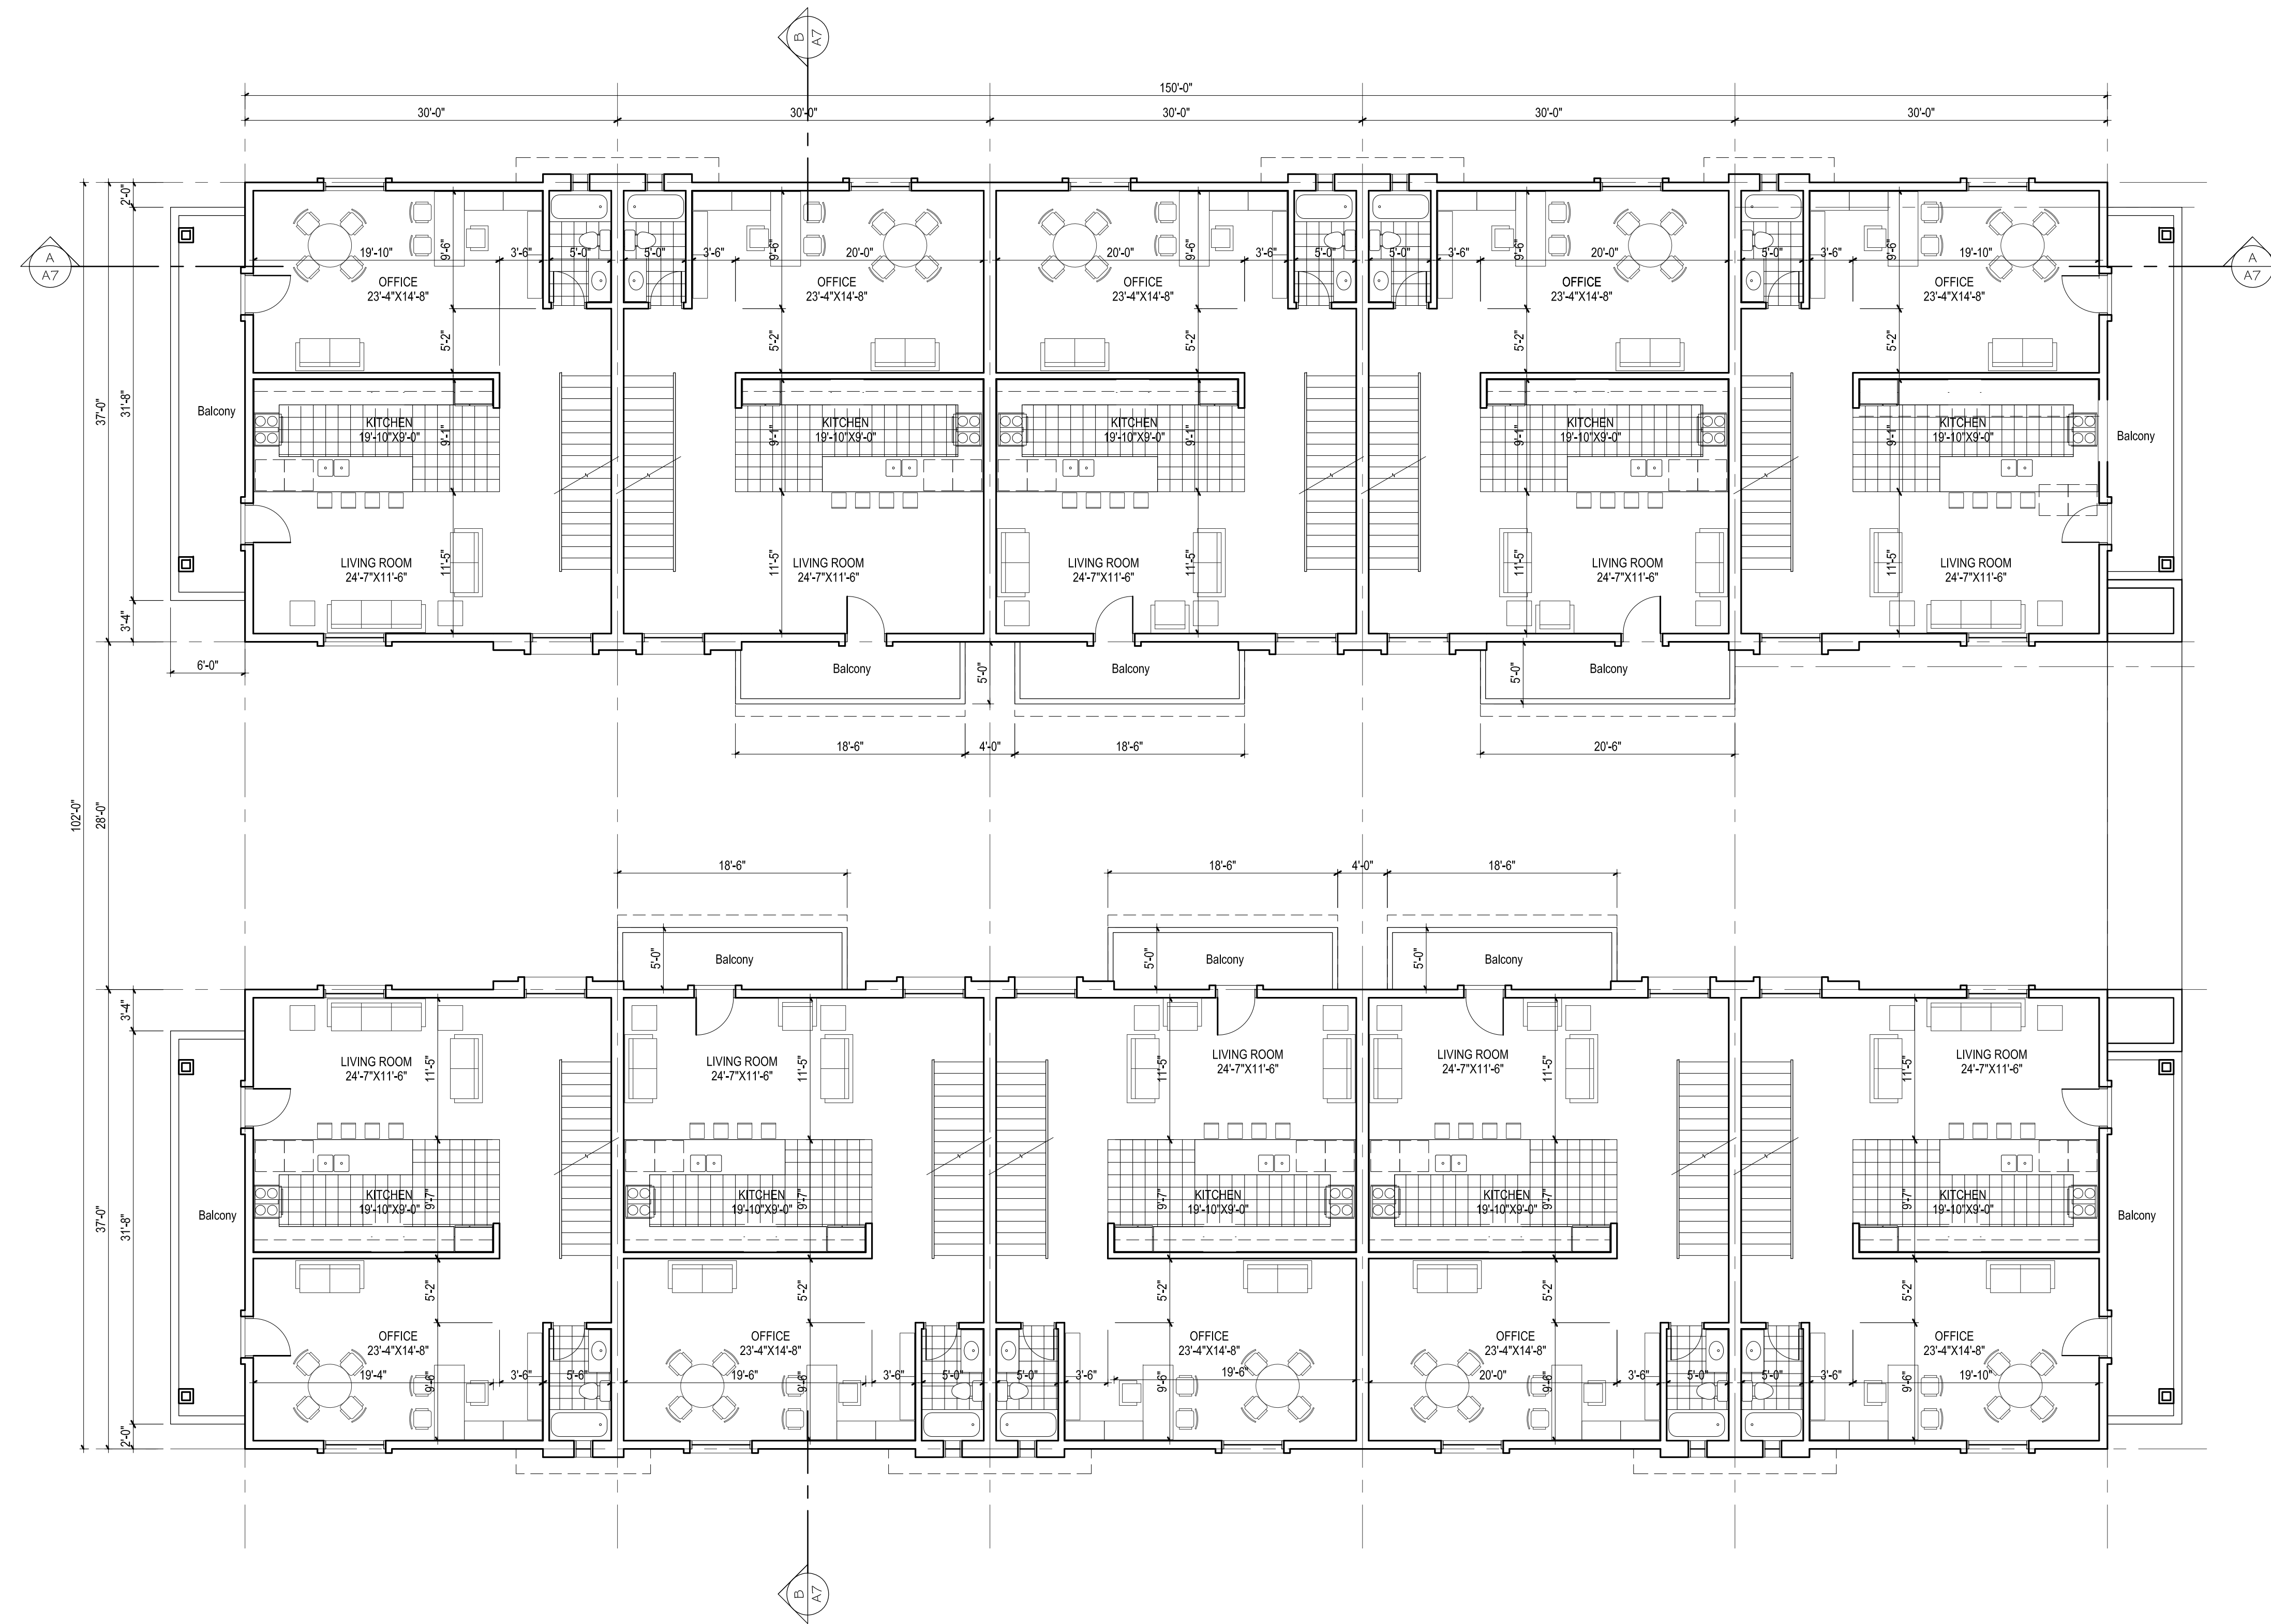 B
A7
150'-0"
30'-0"
30'-0"
30'-0"
30'-0"
30'-0"
2'-0"
37'-0"
31'-8"
3'-4"
6'-0"
A
A7
A
A7
19'-10"
9'-6"
3'-6"
5'-0"
5'-0"
3'-6"
9'-6"
20'-0"
20'-0"
9'-6"
3'-6"
5'-0"
5'-0"
3'-6"
9'-6"
20'-0"
5'-0"
3'-6"
9'-6"
19'-10"
OFFICE
23'-4"X14'-8"
OFFICE
23'-4"X14'-8"
OFFICE
23'-4"X14'-8"
OFFICE
23'-4"X14'-8"
OFFICE
23'-4"X14'-8"
5'-2"
5'-2"
5'-2"
5'-2"
5'-2"
Balcony
KITCHEN
19'-10"X9'-0"
9'-1"
KITCHEN
19'-10"X9'-0"
9'-1"
KITCHEN
19'-10"X9'-0"
9'-1"
KITCHEN
19'-10"X9'-0"
9'-1"
KITCHEN
19'-10"X9'-0"
9'-1"
Balcony
LIVING ROOM
24'-7"X11'-6"
11'-5"
LIVING ROOM
24'-7"X11'-6"
11'-5"
LIVING ROOM
24'-7"X11'-6"
11'-5"
LIVING ROOM
24'-7"X11'-6"
11'-5"
LIVING ROOM
24'-7"X11'-6"
11'-5"
Balcony
5'-0"
Balcony
5'-0"
Balcony
18'-6"
4'-0"
18'-6"
20'-6"
102'-0"
28'-0"
18'-6"
18'-6"
4'-0"
18'-6"
5'-0"
Balcony
5'-0"
Balcony
5'-0"
Balcony
3'-4"
37'-0"
31'-8"
2'-0"
LIVING ROOM
24'-7"X11'-6"
11'-5"
LIVING ROOM
24'-7"X11'-6"
11'-5"
LIVING ROOM
24'-7"X11'-6"
11'-5"
LIVING ROOM
24'-7"X11'-6"
11'-5"
LIVING ROOM
24'-7"X11'-6"
11'-5"
Balcony
KITCHEN
19'-10"X9'-0"
9'-7"
KITCHEN
19'-10"X9'-0"
9'-7"
KITCHEN
19'-10"X9'-0"
9'-7"
KITCHEN
19'-10"X9'-0"
9'-7"
KITCHEN
19'-10"X9'-0"
9'-7"
Balcony
5'-2"
5'-2"
5'-2"
5'-2"
5'-2"
OFFICE
23'-4"X14'-8"
OFFICE
23'-4"X14'-8"
OFFICE
23'-4"X14'-8"
OFFICE
23'-4"X14'-8"
OFFICE
23'-4"X14'-8"
19'-4"
9'-6"
3'-6"
5'-6"
19'-6"
9'-6"
3'-6"
5'-0"
5'-0"
3'-6"
9'-6"
19'-6"
20'-0"
9'-6"
3'-6"
5'-0"
5'-0"
3'-6"
9'-6"
19'-10"
B
A7